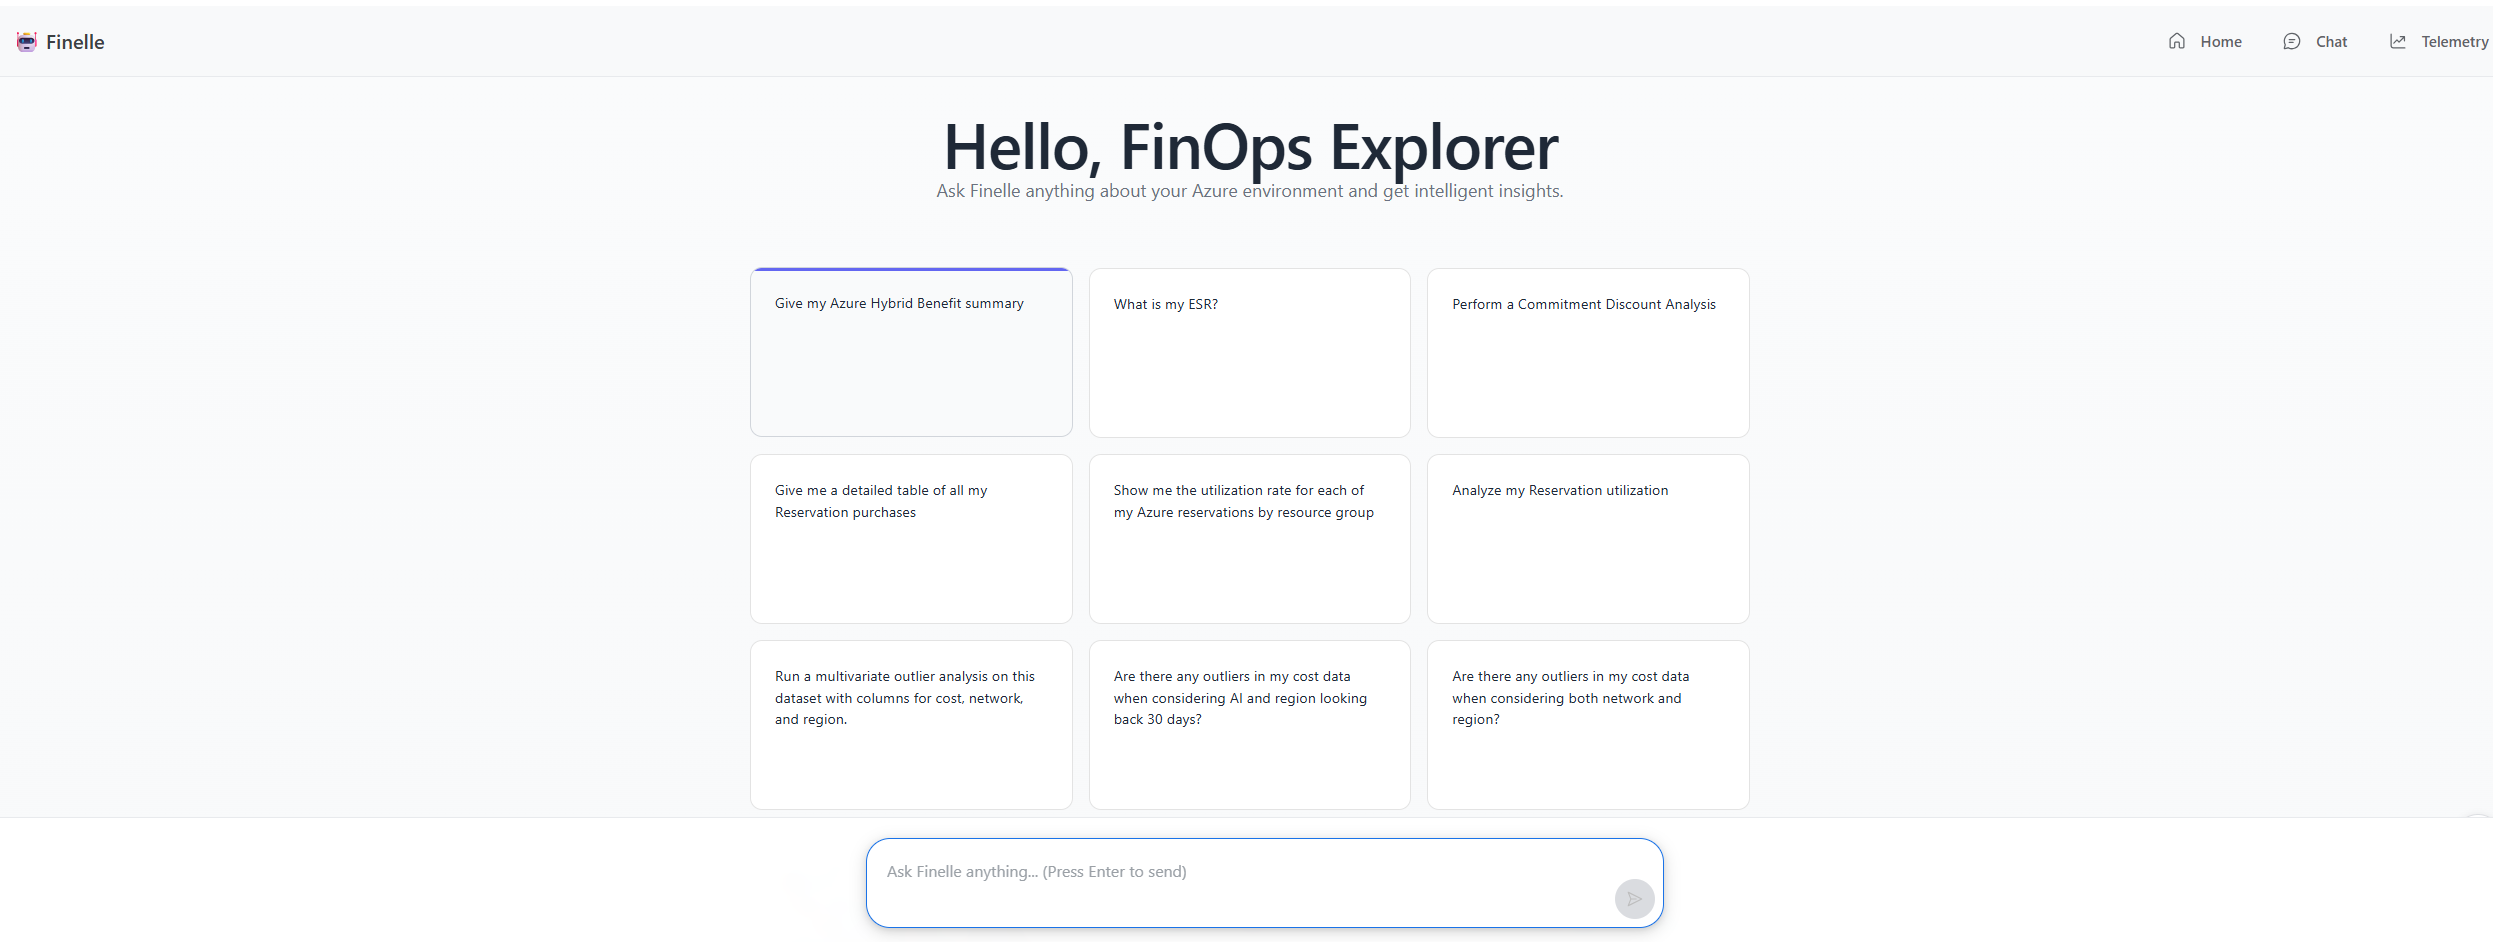 Finelle
Home
Chat
Telemetry
Hello, FinOps Explorer
Ask Finelle anything about your Azure environment and get intelligent insights.
Give my Azure Hybrid Benefit summary
What is my ESR?
Perform a Commitment Discount Analysis
Give me a detailed table of all my
Reservation purchases
Show me the utilization rate for each of
my Azure reservations by resource group
Analyze my Reservation utilization
Run a multivariate outlier analysis on this
dataset with columns for cost, network,
and region.
Are there any outliers in my cost data
when considering AI and region looking
back 30 days?
Are there any outliers in my cost data
when considering both network and
region?
Ask Finelle anything... (Press Enter to send)